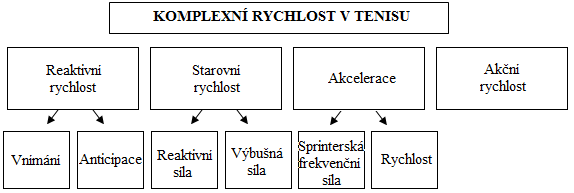 KOMPLEXNÍ RYCHLOST V TENISU
Reaktivní
rychlost
Starovní
rychlost
Akcelerace
Akční
rychlost
Vnímání
Anticipace
Reaktivní
síla
Výbušná
síla
Sprinterská
frekvenční
síla
Rychlost